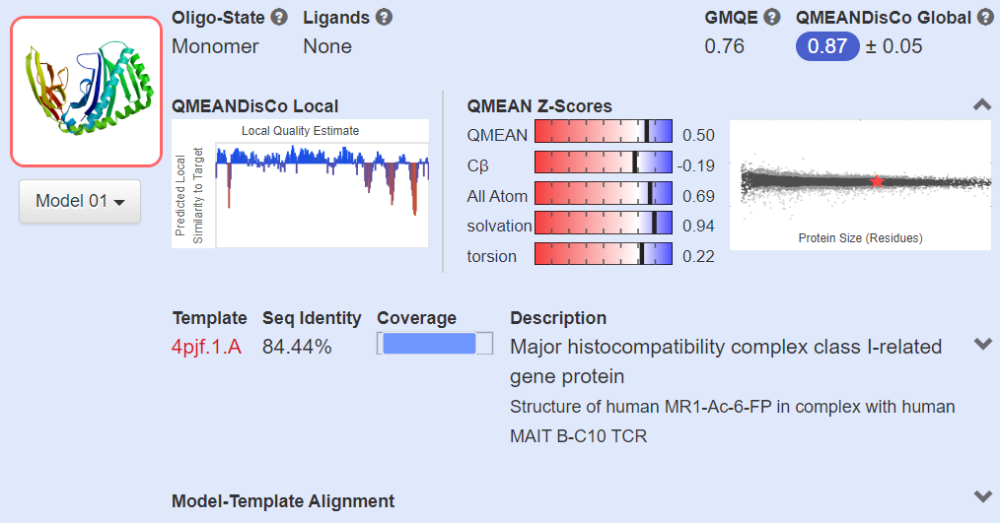 Oligo-State ? Ligands ? GMQE ? QMEANDisCo Global ?
Monomer None 0.76 0.87 ± 0.05
QMEANDisCo Local QMEAN Z-Scores
Local Quality Estimate
Predicted Local
Similarity to Target
QMEAN 0.50
Cβ -0.19
All Atom 0.69
solvation 0.94
torsion 0.22
Protein Size (Residues)
Model 01
Template Seq Identity Coverage Description
4pjf.1.A 84.44% Major histocompatibility complex class I-related
gene protein
Structure of human MR1-Ac-6-FP in complex with human
MAIT B-C10 TCR
Model-Template Alignment